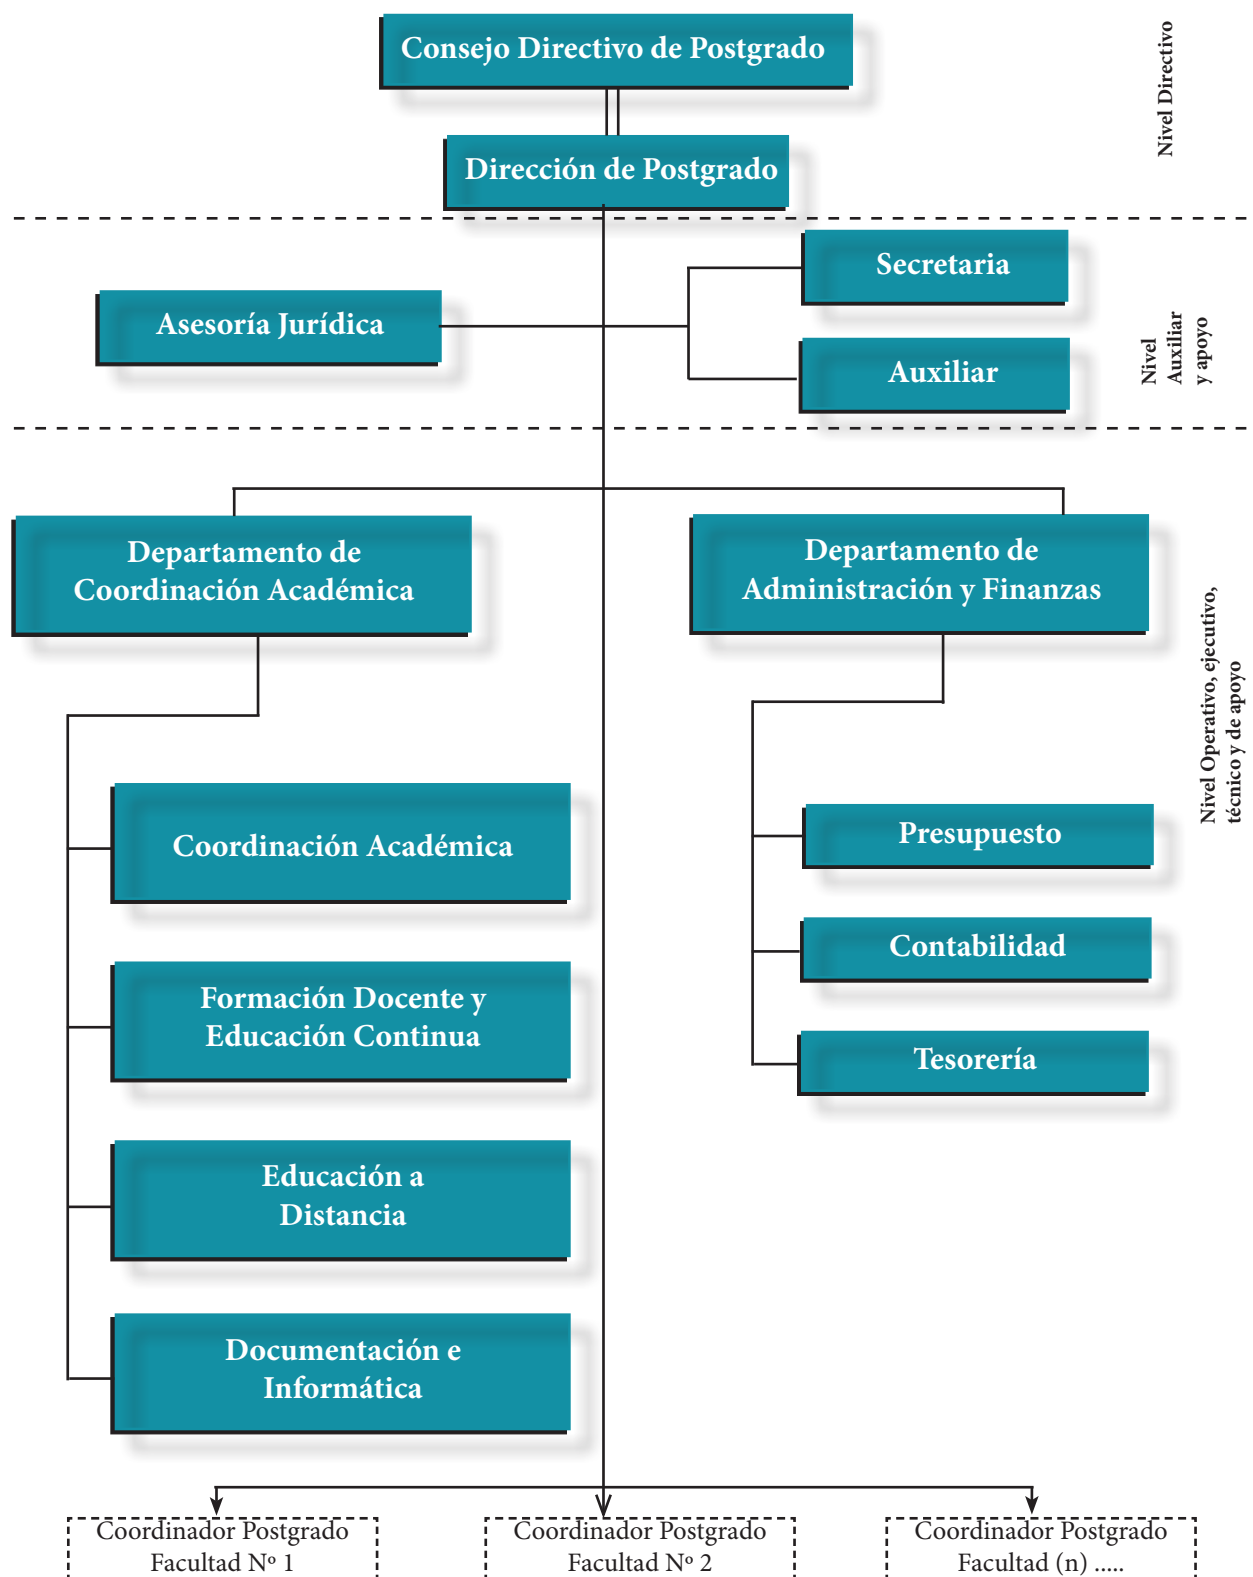 Consejo Directivo de Postgrado
Nivel Directivo
Dirección de Postgrado
Secretaria
Asesoría Jurídica
Nivel
Auxiliar
y apoyo
Auxiliar
Departamento de
Coordinación Académica
Departamento de
Administración y Finanzas
Nivel Operativo, ejecutivo,
técnico y de apoyo
Coordinación Académica
Formación Docente y
Educación Continua
Educación a
Distancia
Documentación e
Informática
Presupuesto
Contabilidad
Tesorería
Coordinador Postgrado
Facultad Nº 1
Coordinador Postgrado
Facultad Nº 2
Coordinador Postgrado
Facultad (n) .....